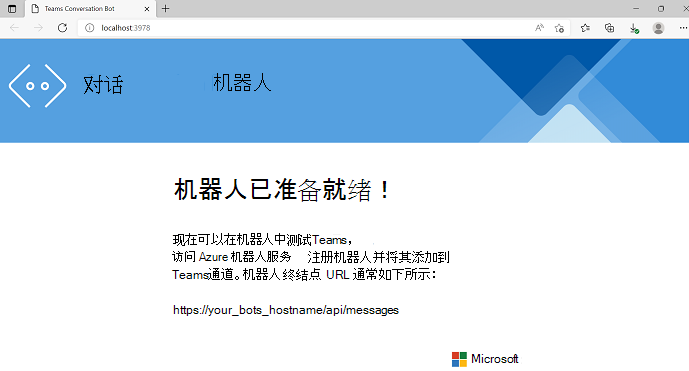 Teams Conversation Bot
localhost:3978
对话 机器人
机器人已准备就绪！
现在可以在机器人中测试Teams，
访问 Azure 机器人服务 注册机器人并将其添加到
Teams通道。机器人终结点 URL 通常如下所示：
https://your_bots_hostname/api/messages
Microsoft